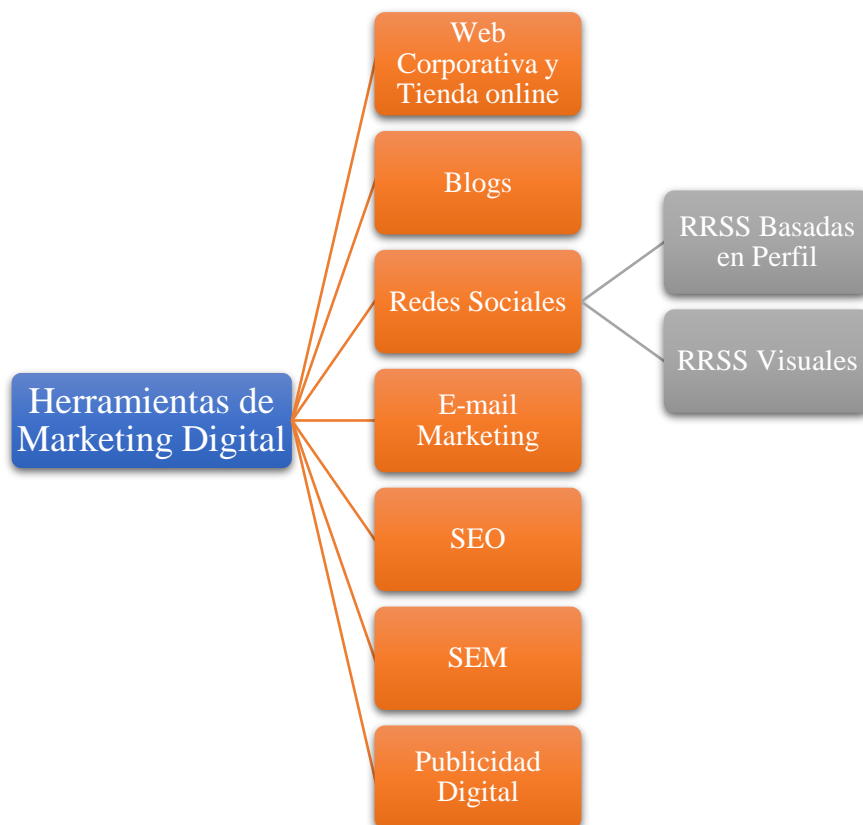 Herramientas de
Marketing Digital
Web
Corporativa y
Tienda online
Blogs
Redes Sociales
RRSS Basadas
en Perfil
RRSS Visuales
E-mail
Marketing
SEO
SEM
Publicidad
Digital